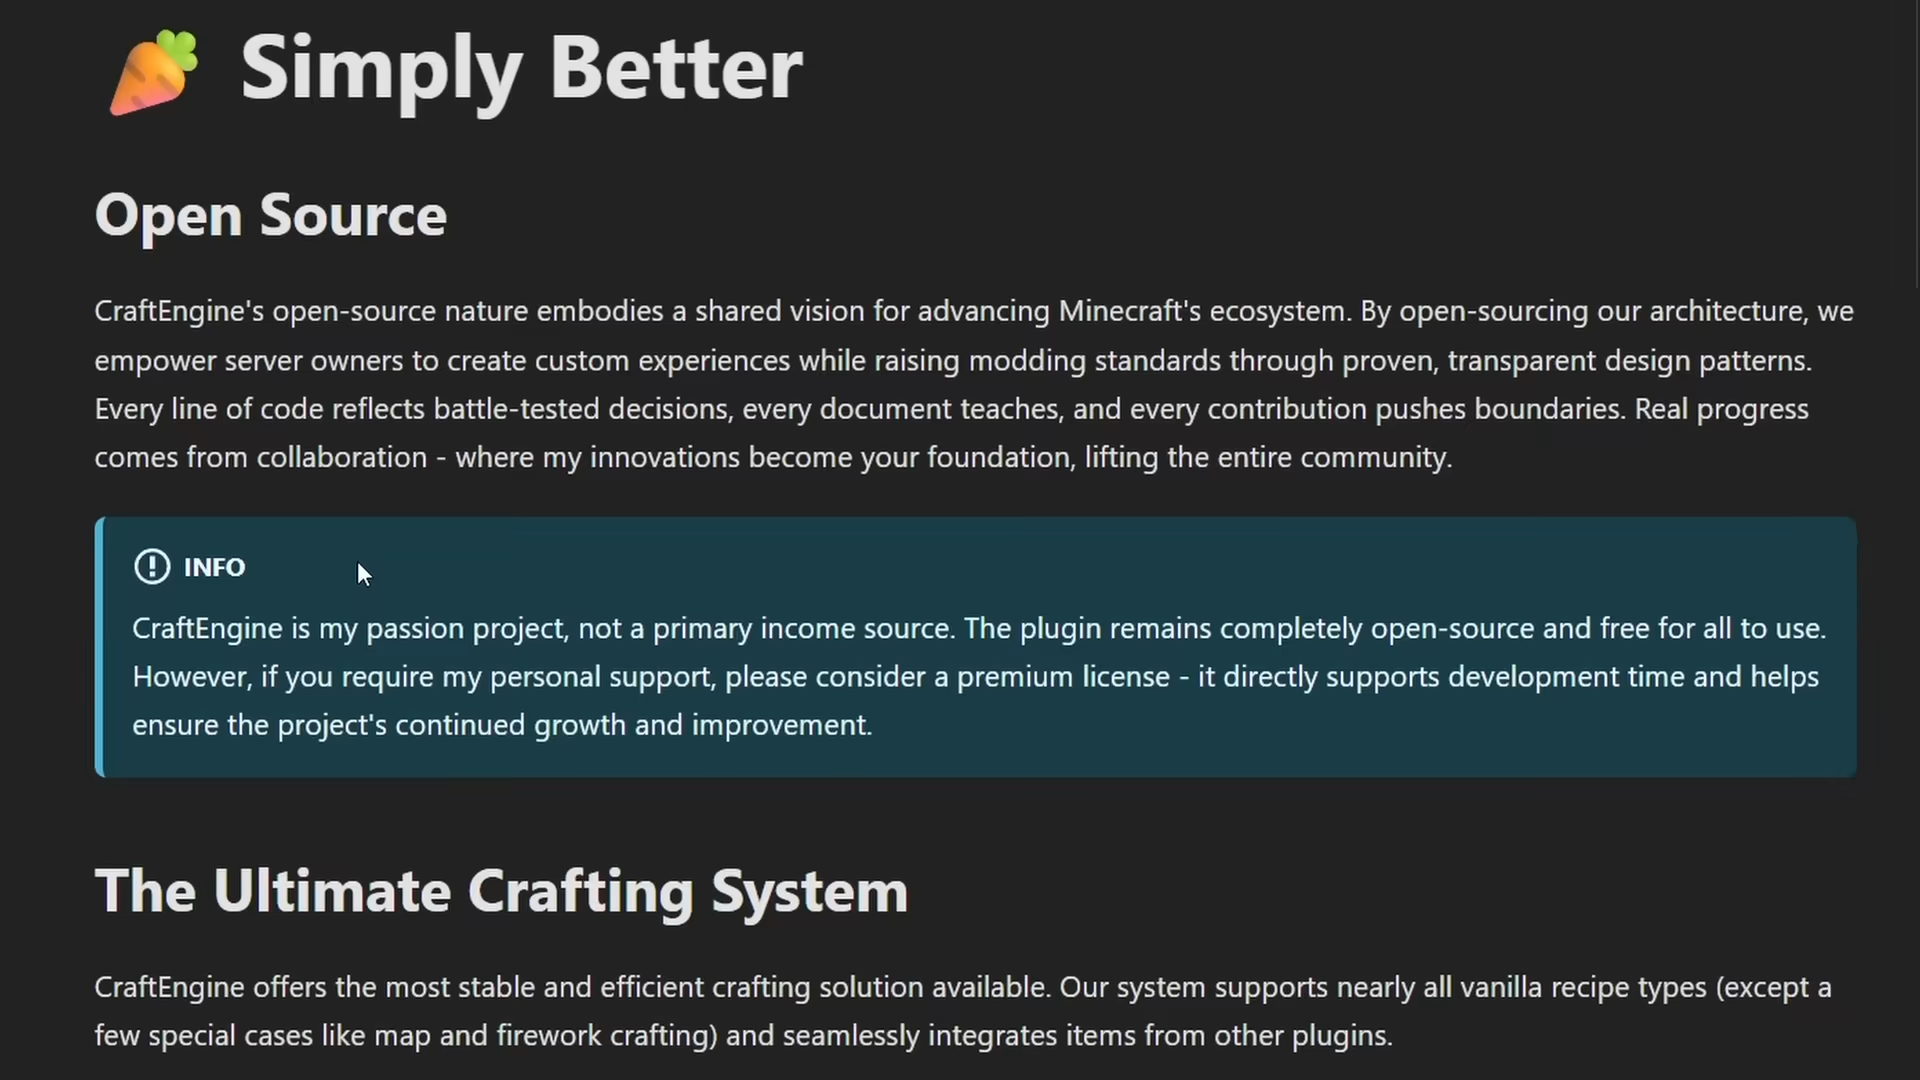 Simply Better
Open Source
CraftEngine's open-source nature embodies a shared vision for advancing Minecraft's ecosystem. By open-sourcing our architecture, we
empower server owners to create custom experiences while raising modding standards through proven, transparent design patterns.
Every line of code reflects battle-tested decisions, every document teaches, and every contribution pushes boundaries. Real progress
comes from collaboration - where my innovations become your foundation, lifting the entire community.
INFO
CraftEngine is my passion project, not a primary income source. The plugin remains completely open-source and free for all to use.
However, if you require my personal support, please consider a premium license - it directly supports development time and helps
ensure the project's continued growth and improvement.
The Ultimate Crafting System
CraftEngine offers the most stable and efficient crafting solution available. Our system supports nearly all vanilla recipe types (except a
few special cases like map and firework crafting) and seamlessly integrates items from other plugins.